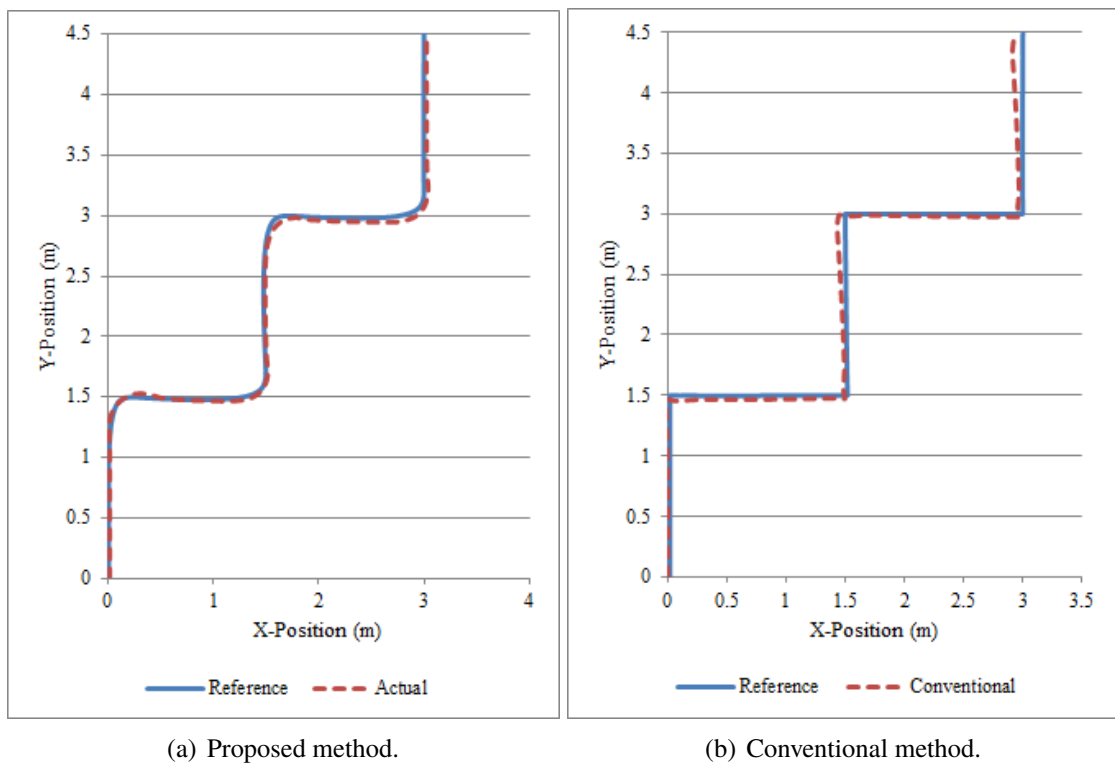 4.5
4
3.5
3
2.5
2
1.5
1
0.5
0
Y-Position (m)
0 1 2 3 4
X-Position (m)
Reference Actual
(a) Proposed method.
4.5
4
3.5
3
2.5
2
1.5
1
0.5
0
Y-Position (m)
0 0.5 1 1.5 2 2.5 3 3.5
X-Position (m)
Reference Conventional
(b) Conventional method.